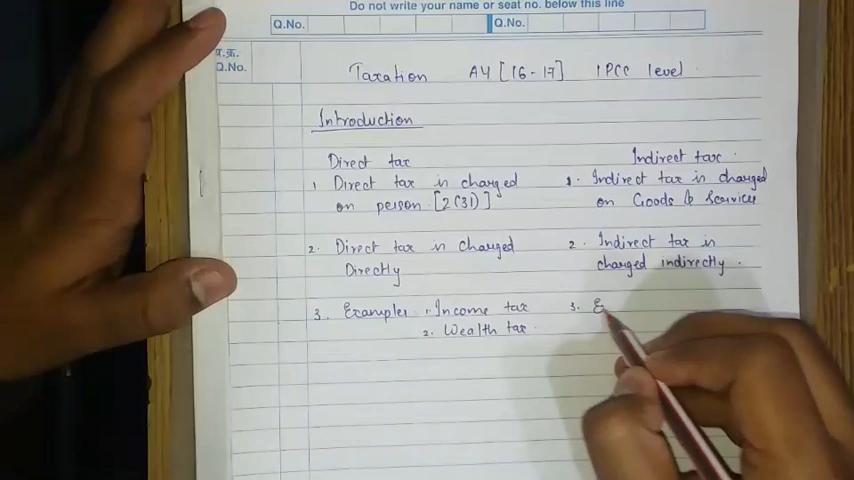 Do not write your name or seat no. below this line
Q.No. Q.No.
प्र.क्र.
Q.No.
Taxation AY [16-17] IPCC level
Introduction
Direct tax Indirect tax
1 Direct tax is charged 1. Indirect tax is charged
on person [2(31)] on Goods & Services
2. Direct tax is charged 2. Indirect tax is
Directly charged indirectly.
3. Examples 1. Income tax 3. E
2. Wealth tax